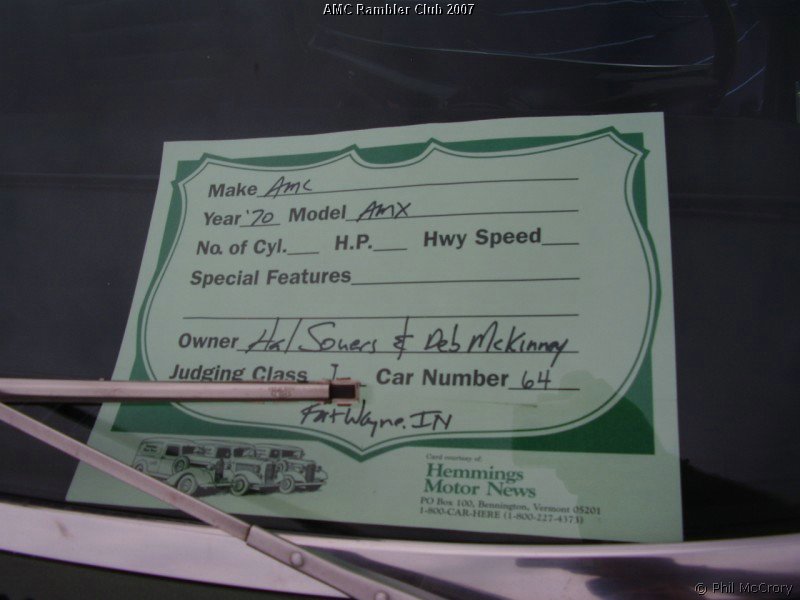 AMC Rambler Club 2007
Make AMC
Year '70 Model AMX
No. of Cyl. H.P. Hwy Speed
Special Features
Owner Hal Sowers & Deb McKinney
Judging Class Car Number 64
Fort Wayne, IN
Card courtesy of:
Hemmings
Motor News
PO Box 100, Bennington, Vermont 05201
1-800-CAR-HERE (1-800-227-4373)
© Phil McCrory